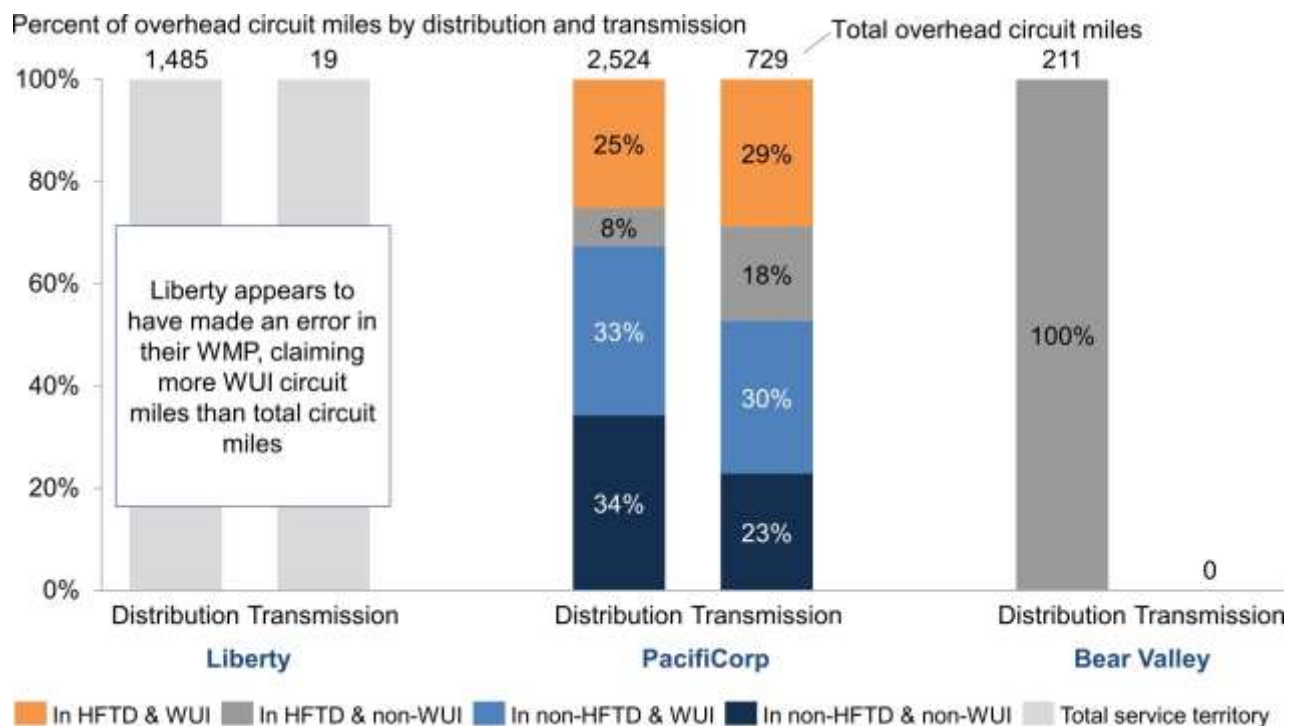 Percent of overhead circuit miles by distribution and transmission
Total overhead circuit miles
1,485 19 2,524 729 211
100%
80%
60%
40%
20%
0%
Liberty appears to
have made an error in
their WMP, claiming
more WUI circuit
miles than total circuit
miles
25%
8%
33%
34%
29%
18%
30%
23%
100%
0
Distribution Transmission Distribution Transmission Distribution Transmission
Liberty PacifiCorp Bear Valley
In HFTD & WUI In HFTD & non-WUI In non-HFTD & WUI In non-HFTD & non-WUI Total service territory